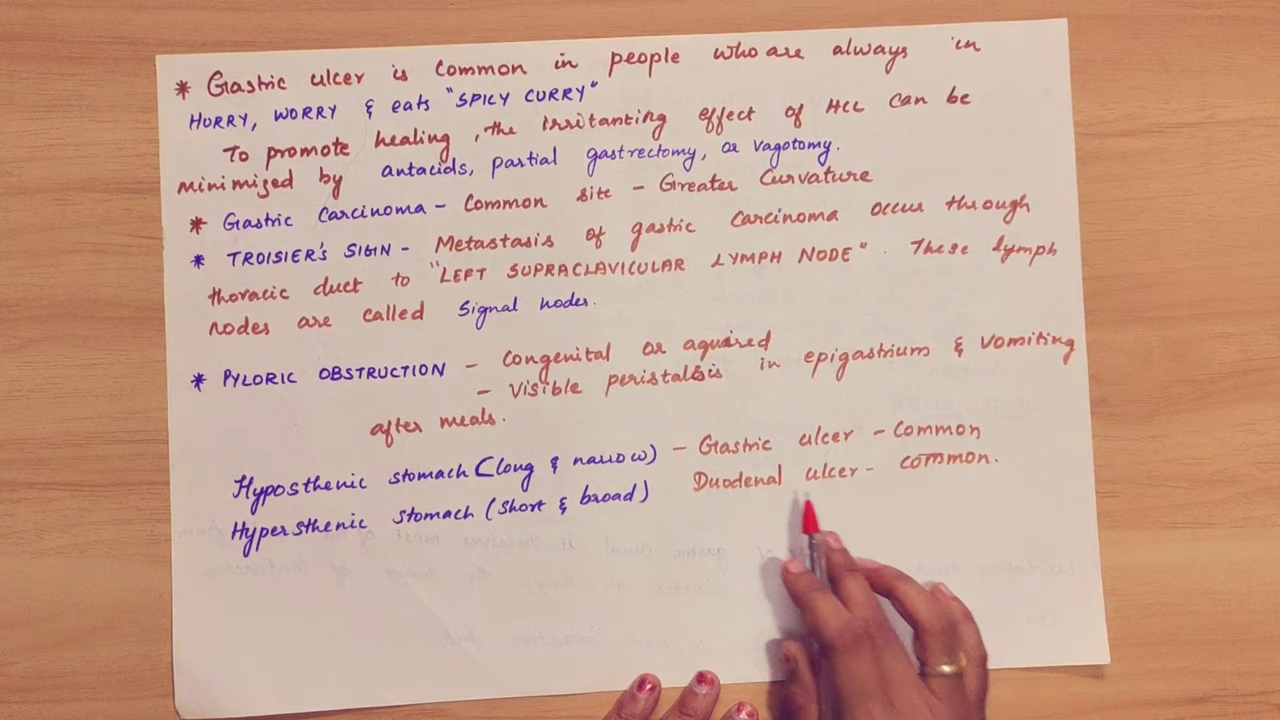 * Gastric ulcer is common in people who are always in
HURRY, WORRY & eats "SPICY CURRY"
To promote healing, the irritanting effect of HCL can be
minimized by antacids, partial gastrectomy, or vagotomy.
* Gastric Carcinoma - Common site - Greater Curvature
* TROISIER'S SIGN - Metastasis of gastric carcinoma occur through
thoracic duct to "LEFT SUPRACLAVICULAR LYMPH NODE". These lymph
nodes are called signal nodes.
* PYLORIC OBSTRUCTION - Congenital or aquired
- Visible peristalsis in epigastrium & vomiting
after meals.
Hyposthenic stomach (long & narrow) - Gastric ulcer - Common
Hypersthenic stomach (short & broad) Duodenal ulcer - common.